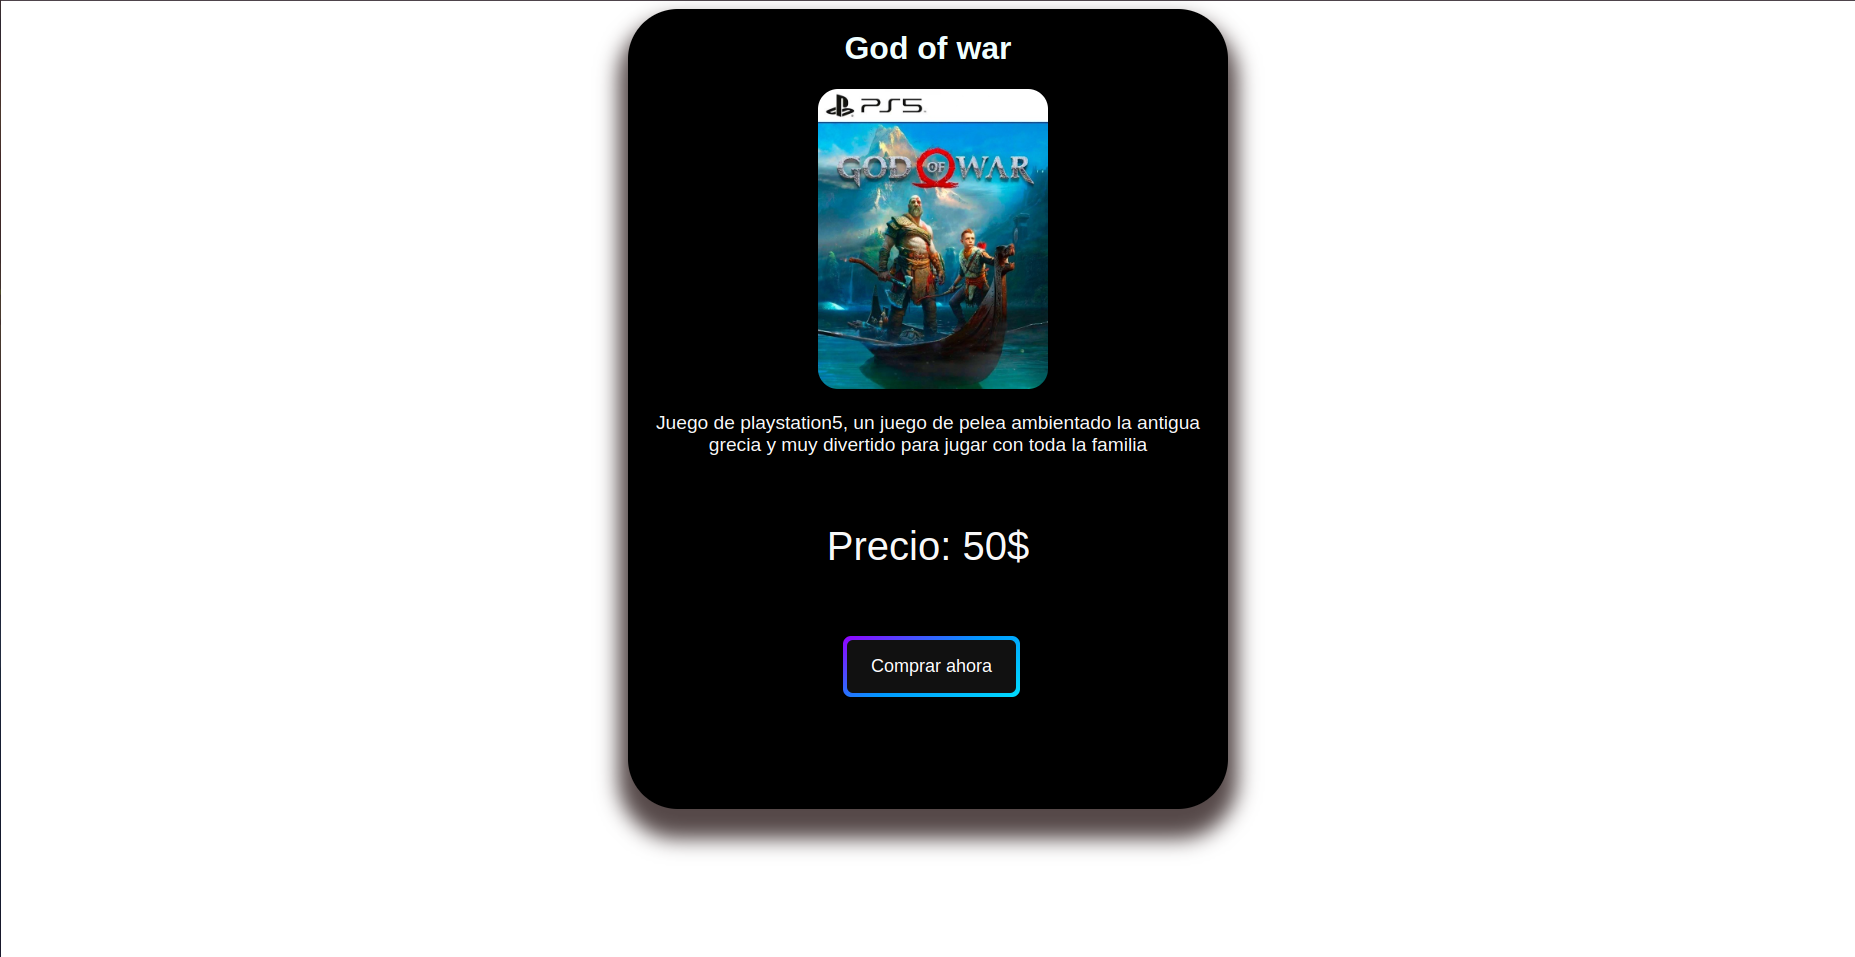 God of war
PS5
GOD OF WAR
Juego de playstation5, un juego de pelea ambientado la antigua
grecia y muy divertido para jugar con toda la familia
Precio: 50$
Comprar ahora